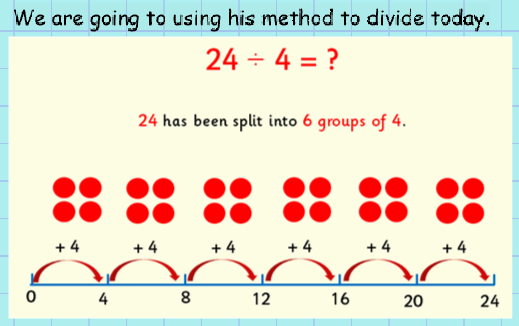 We are going to using his method to divide today.
24 ÷ 4 = ?
24 has been split into 6 groups of 4.
+ 4 + 4 + 4 + 4 + 4 + 4
0 4 8 12 16 20 24